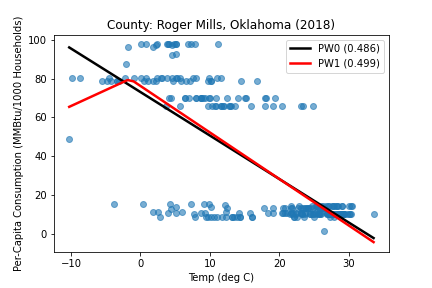 County: Roger Mills, Oklahoma (2018)
PW0 (0.486)
PW1 (0.499)
Per-Capita Consumption (MMBtu/1000 Households)
100
80
60
40
20
0
−10
0
10
20
30
Temp (deg C)